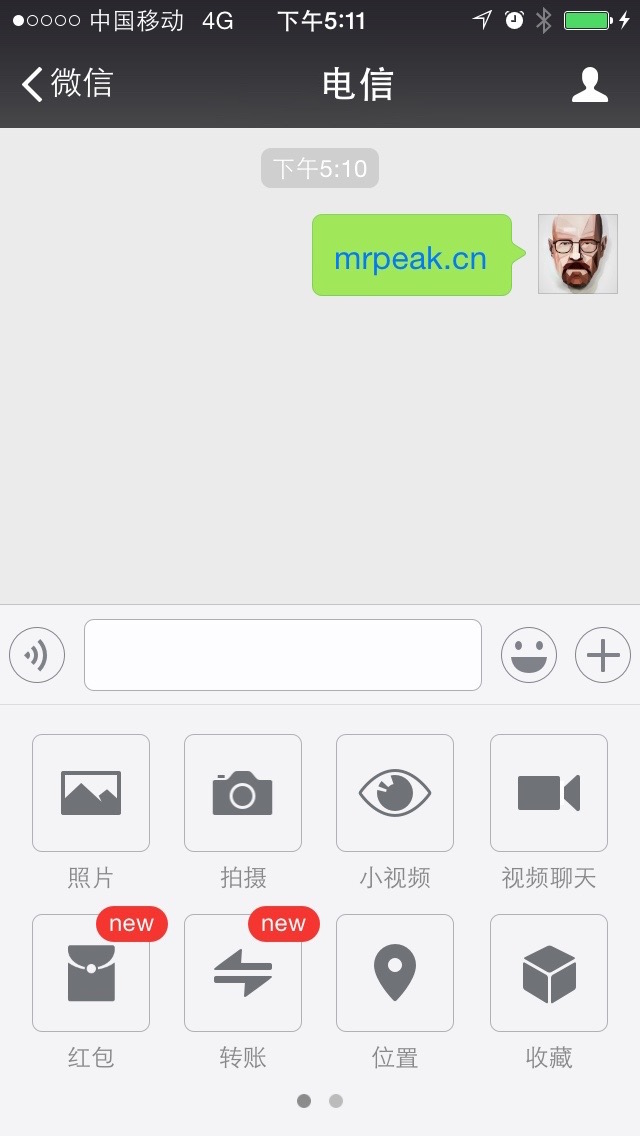 中国移动 4G 下午5:11
微信 电信
下午5:10
mrpeak.cn
照片 拍摄 小视频 视频聊天
new new
红包 转账 位置 收藏